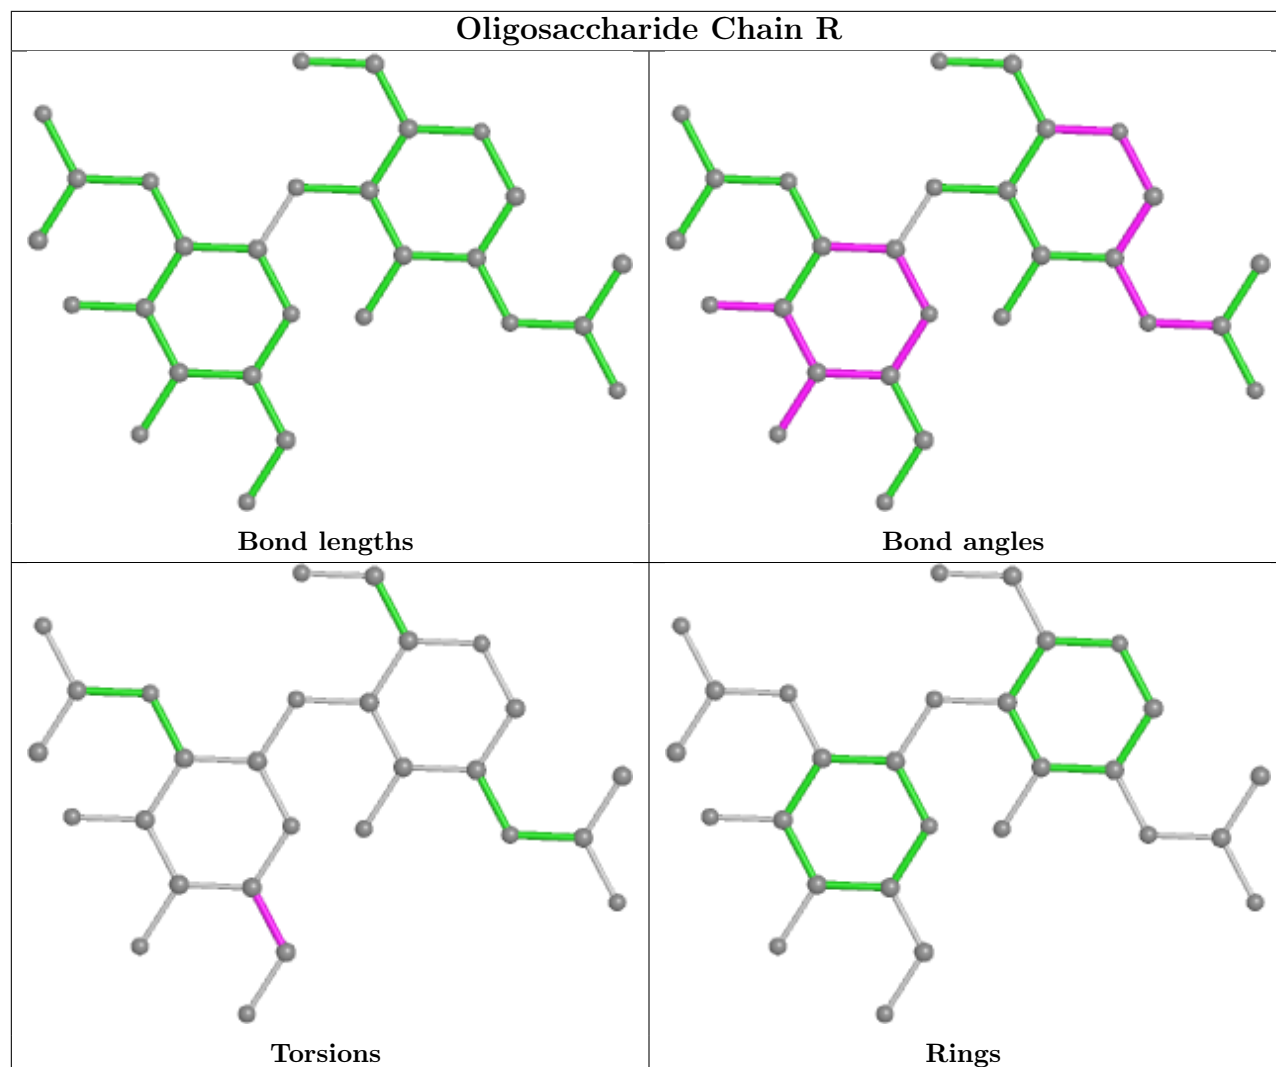 Oligosaccharide Chain R
Bond lengths
Bond angles
Torsions
Rings